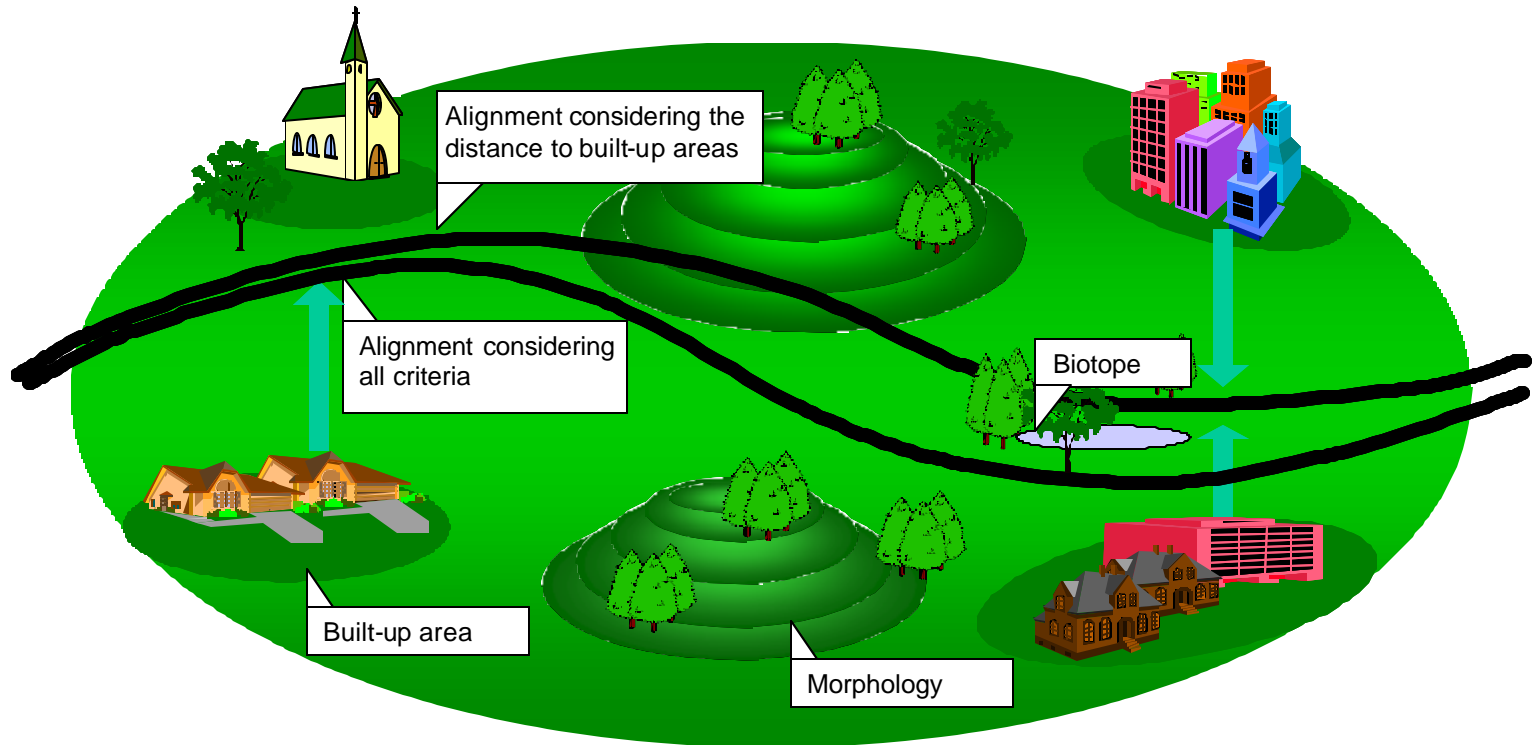 Alignment considering the
distance to built-up areas
Alignment considering
all criteria
Biotope
Built-up area
Morphology